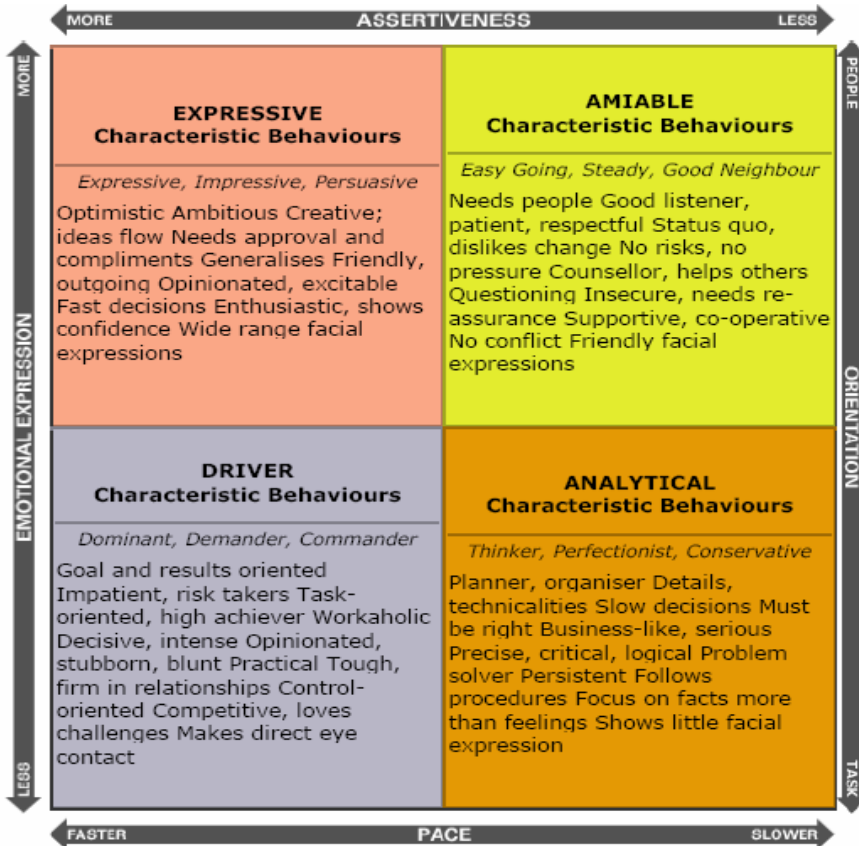 MORE ASSERTIVENESS LESS
MORE
EMOTIONAL EXPRESSION
LESS
EXPRESSIVE
Characteristic Behaviours
Expressive, Impressive, Persuasive
Optimistic Ambitious Creative;
ideas flow Needs approval and
compliments Generalises Friendly,
outgoing Opinionated, excitable
Fast decisions Enthusiastic, shows
confidence Wide range facial
expressions
AMIABLE
Characteristic Behaviours
Easy Going, Steady, Good Neighbour
Needs people Good listener,
patient, respectful Status quo,
dislikes change No risks, no
pressure Counsellor, helps others
Questioning Insecure, needs re-
assurance Supportive, co-operative
No conflict Friendly facial
expressions
PEOPLE
ORIENTATION
TASK
DRIVER
Characteristic Behaviours
Dominant, Demander, Commander
Goal and results oriented
Impatient, risk takers Task-
oriented, high achiever Workaholic
Decisive, intense Opinionated,
stubborn, blunt Practical Tough,
firm in relationships Control-
oriented Competitive, loves
challenges Makes direct eye
contact
ANALYTICAL
Characteristic Behaviours
Thinker, Perfectionist, Conservative
Planner, organiser Details,
technicalities Slow decisions Must
be right Business-like, serious
Precise, critical, logical Problem
solver Persistent Follows
procedures Focus on facts more
than feelings Shows little facial
expression
FASTER PACE SLOWER